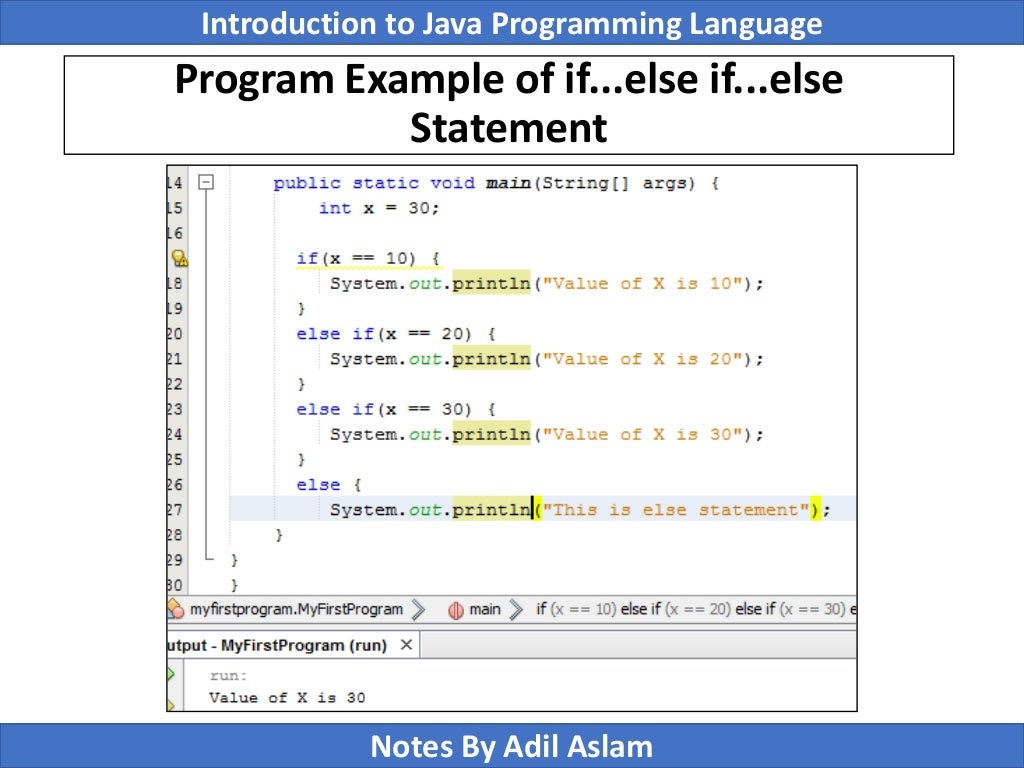 Introduction to Java Programming Language
Program Example of if...else if...else
Statement
14 public static void main(String[] args) {
15 int x = 30;
16
if(x == 10) {
18 System.out.println("Value of X is 10");
19 }
20 else if(x == 20) {
21 System.out.println("Value of X is 20");
22 }
23 else if(x == 30) {
24 System.out.println("Value of X is 30");
25 }
26 else {
27 System.out.println("This is else statement");
28 }
29 }
30 }
myfirstprogram.MyFirstProgram main if (x == 10) else if (x == 20) else if (x == 30) e
utput - MyFirstProgram (run)
run:
Value of X is 30
Notes By Adil Aslam